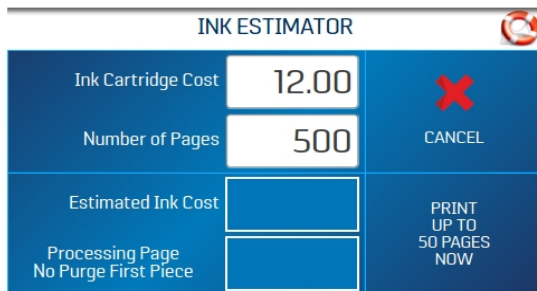 INK ESTIMATOR
Ink Cartridge Cost
12.00
Number of Pages
500
CANCEL
Estimated Ink Cost
Processing Page
No Purge First Piece
PRINT
UP TO
50 PAGES
NOW